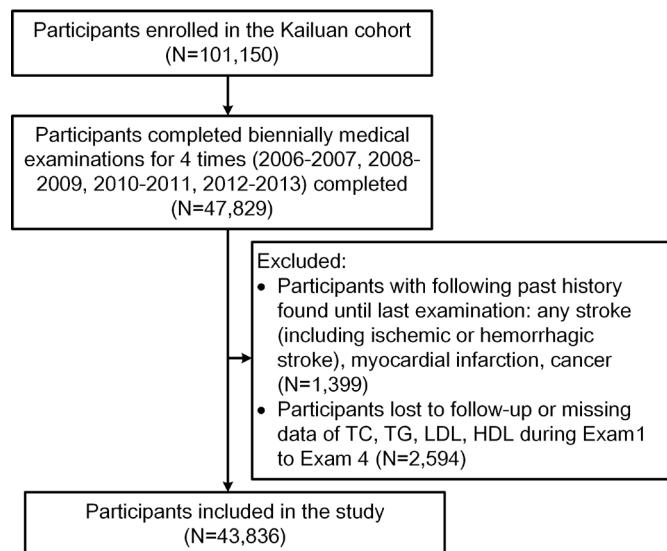 Participants enrolled in the Kailuan cohort
(N=101,150)
Participants completed biennially medical
examinations for 4 times (2006-2007, 2008-
2009, 2010-2011, 2012-2013) completed
(N=47,829)
Excluded:
• Participants with following past history
found until last examination: any stroke
(including ischemic or hemorrhagic
stroke), myocardial infarction, cancer
(N=1,399)
• Participants lost to follow-up or missing
data of TC, TG, LDL, HDL during Exam1
to Exam 4 (N=2,594)
Participants included in the study
(N=43,836)